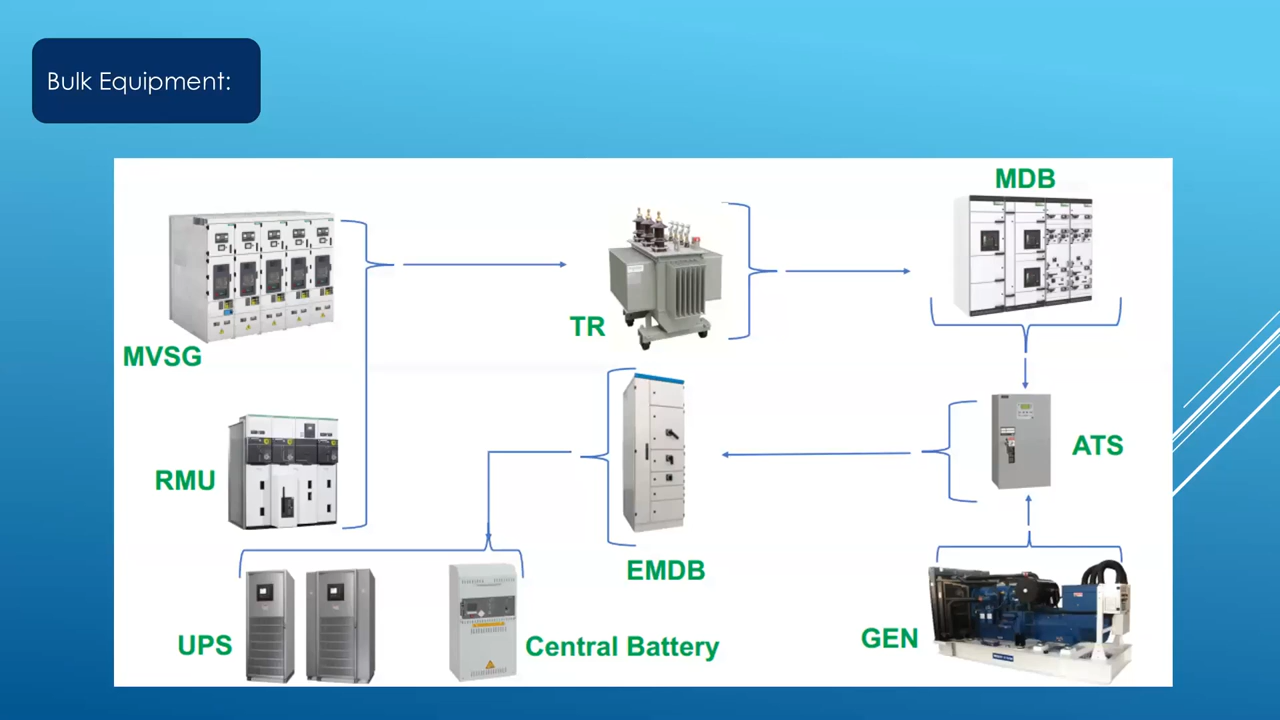 Bulk Equipment:
MDB
MVSG
TR
RMU
ATS
EMDB
UPS
Central Battery
GEN